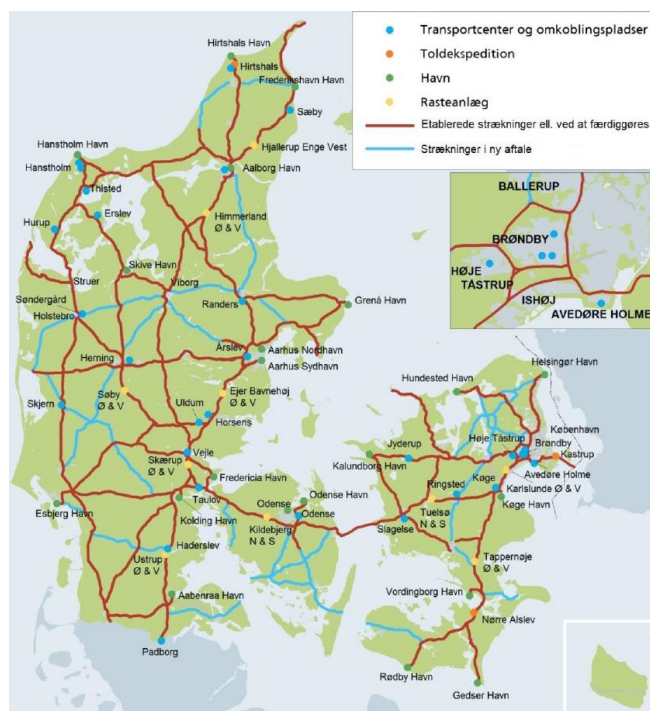 Transportcenter og omkoblingspladser
Toldekspedition
Havn
Rasteanlæg
Etablerede strækninger ell. ved at færdiggøres
Strækninger i ny aftale
BALLERUP
BRØNDBY
HØJE
TÅSTRUP
ISHØJ
AVEDØRE HOLME
Hirtshals Havn
Hirtshals
Frederikshavn Havn
Sæby
Hjallerup Enge Vest
Hanstholm Havn
Hanstholm
Aalborg Havn
Thisted
Erslev
Himmerland
Ø & V
Hurup
Skive Havn
Struer
Viborg
Søndergård
Holstebro
Randers
Grenå Havn
Årslev
Aarhus Nordhavn
Aarhus Sydhavn
Herning
Søby
Ø & V
Ejer Bavnehøj
Ø & V
Uldum
Horsens
Skjern
Vejle
Skærup
Ø & V
Fredericia Havn
Taulov
Esbjerg Havn
Kolding Havn
Odense
Odense Havn
Odense
Kildebjerg
N & S
Haderslev
Ustrup
Ø & V
Aabenraa Havn
Padborg
Helsingør Havn
Hundested Havn
København
Jyderup
Høje Tåstrup
Brøndby
Kastrup
Kalundborg Havn
Ringsted
Køge
Avedøre Holme
Karlslunde Ø & V
Tuelsø
N & S
Køge Havn
Slagelse
Tappernøje
Ø & V
Vordingborg Havn
Nørre Alslev
Rødby Havn
Gedser Havn